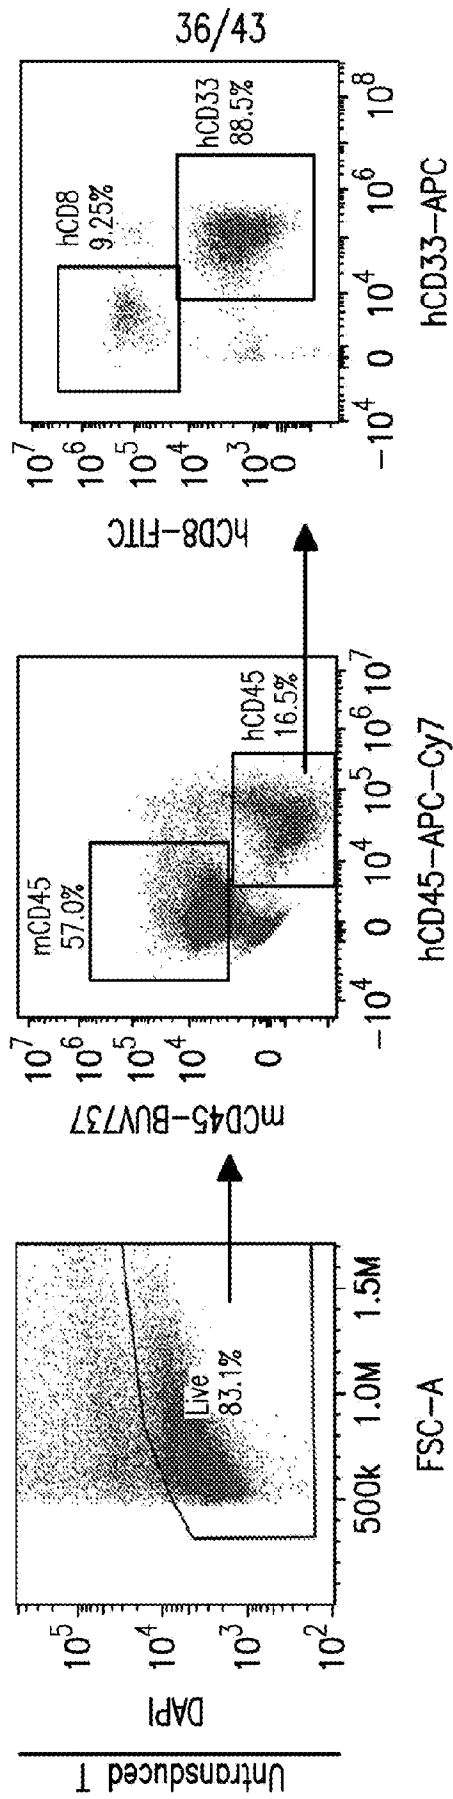 36/43
Untransduced T
DAPI
10^5
10^4
10^3
10^2
Live
83.1%
500k 1.0M 1.5M
FSC-A
mCD45-BUV737
10^7
10^6
10^5
10^4
0
mCD45
57.0%
hCD45
16.5%
-10^4 0 10^4 10^5 10^6 10^7
hCD45-APC-Cy7
hCD8-FITC
10^7
10^6
10^5
10^4
10^3
0
hCD8
9.25%
hCD33
88.5%
-10^4 0 10^4 10^6 10^8
hCD33-APC